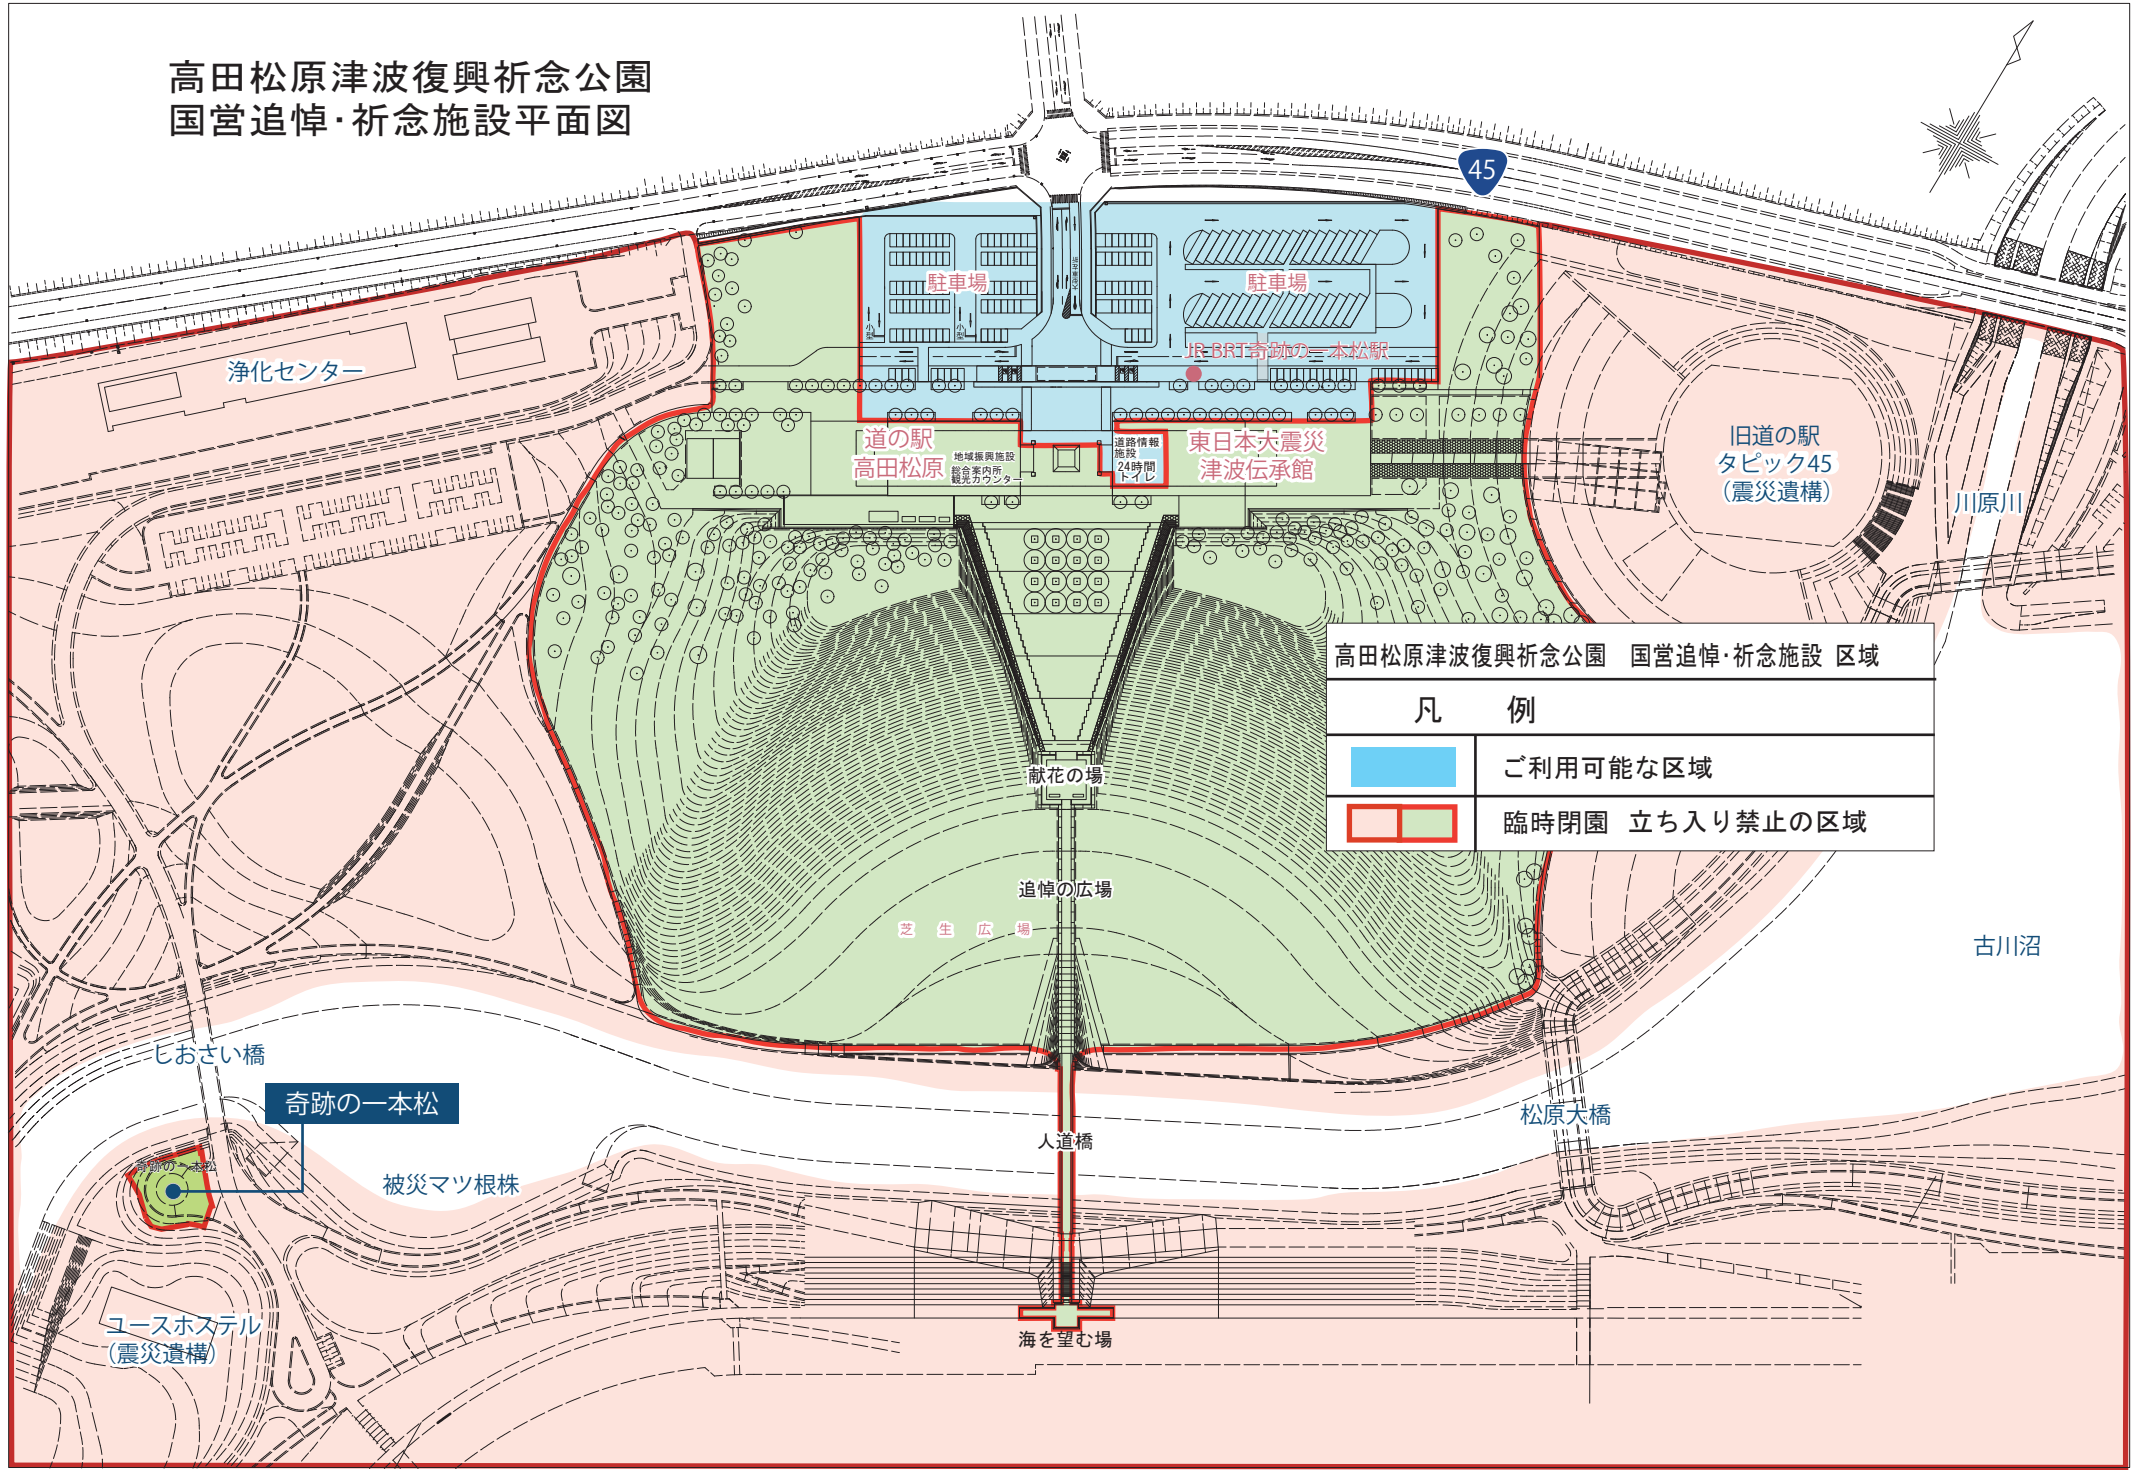 高田松原津波復興祈念公園
国営追悼・祈念施設平面図
45
駐車場
駐車場
小型
小型
JR BRT奇跡の一本松駅
浄化センター
道の駅
高田松原
地域振興施設
総合案内所
観光カウンター
道路情報
施設
24時間
トイレ
東日本大震災
津波伝承館
旧道の駅
タピック45
(震災遺構)
川原川
高田松原津波復興祈念公園 国営追悼・祈念施設 区域
凡 例
ご利用可能な区域
臨時閉園 立ち入り禁止の区域
献花の場
追悼の広場
芝生広場
古川沼
しおさい橋
奇跡の一本松
奇跡の一本松
被災マツ根株
人道橋
松原大橋
ユースホステル
(震災遺構)
海を望む場